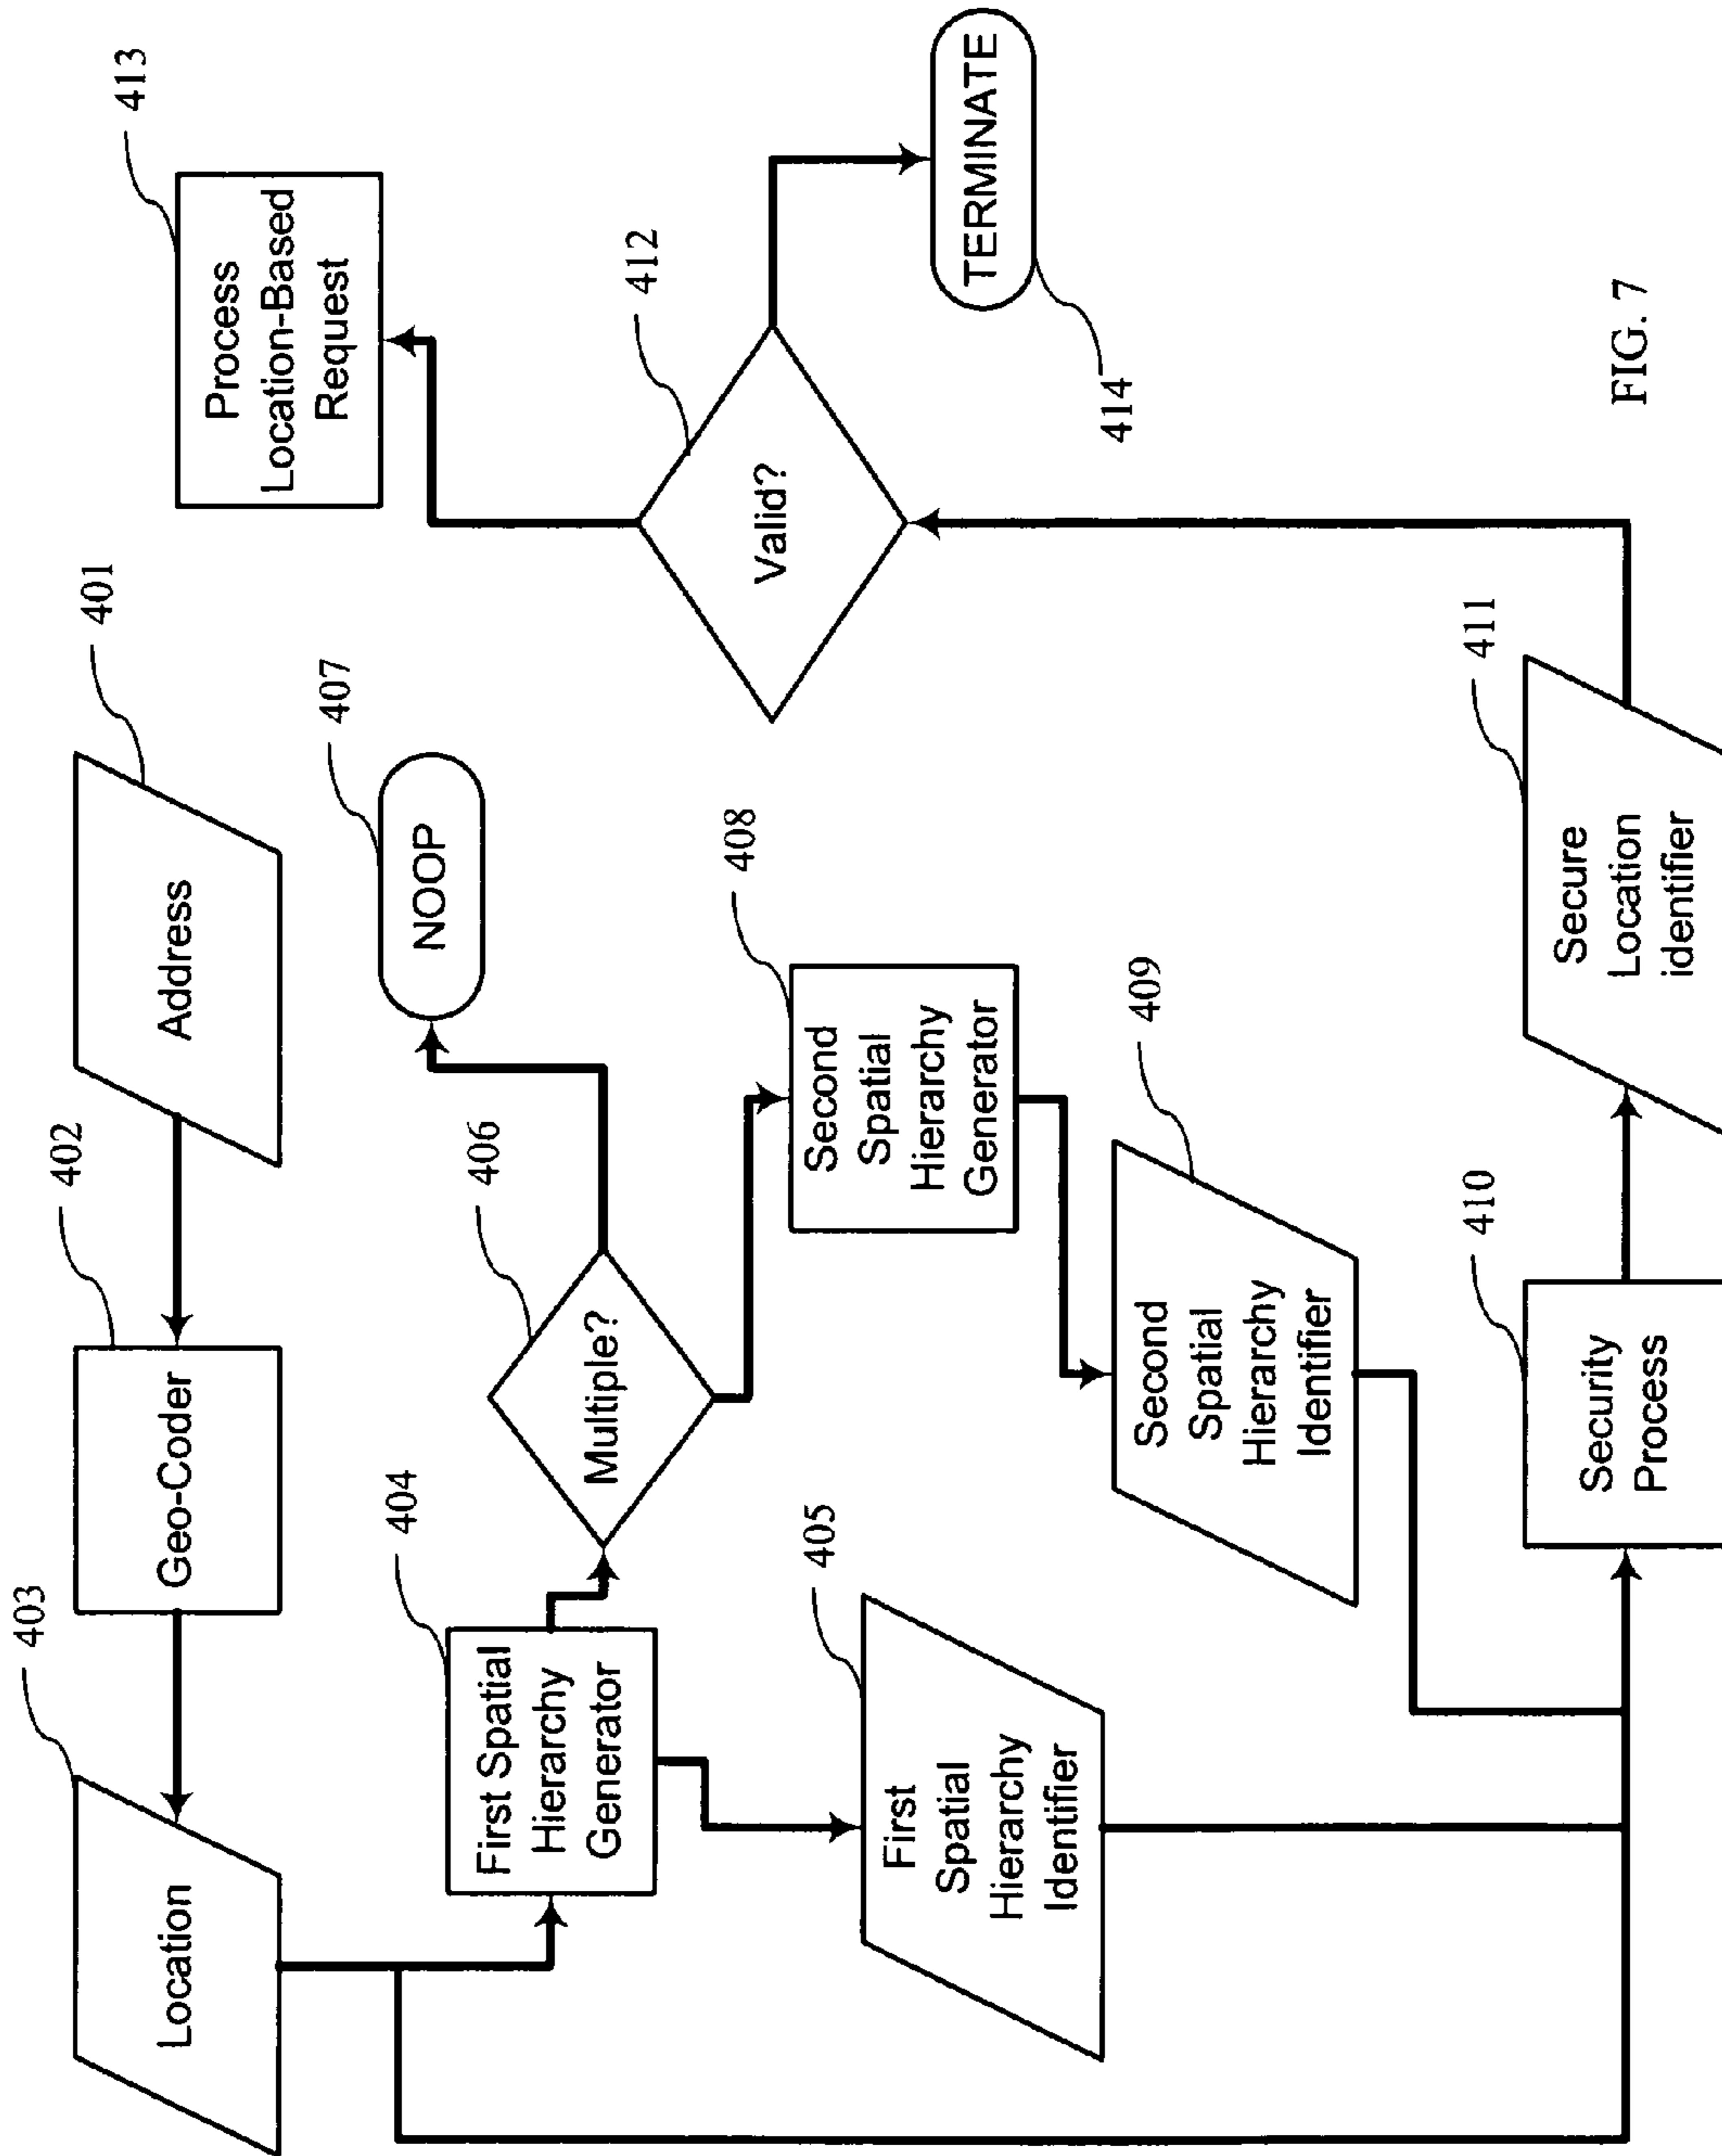 403
Location
402
Geo-Coder
401
Address
404
First Spatial
Hierarchy
Generator
406
Multiple?
407
NOOP
405
First
Spatial
Hierarchy
Identifier
408
Second
Spatial
Hierarchy
Generator
409
Second
Spatial
Hierarchy
Identifier
410
Security
Process
411
Secure
Location
identifier
412
Valid?
413
Process
Location-Based
Request
414
TERMINATE
FIG. 7